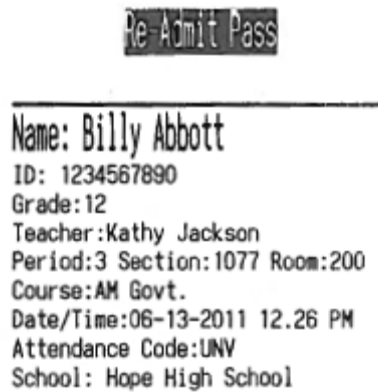 Re-Admit Pass
Name: Billy Abbott
ID: 1234567890
Grade:12
Teacher:Kathy Jackson
Period:3 Section:1077 Room:200
Course:AM Govt.
Date/Time:06-13-2011 12.26 PM
Attendance Code:UNV
School: Hope High School